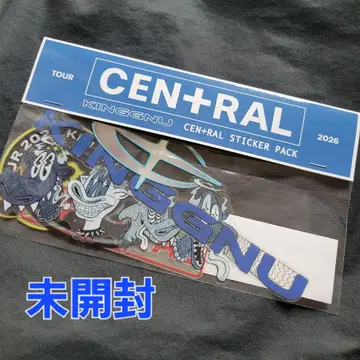 TOUR
CEN+RAL
2026
KINGGNU
CEN+RAL STICKER PACK
KINGGNU
未開封